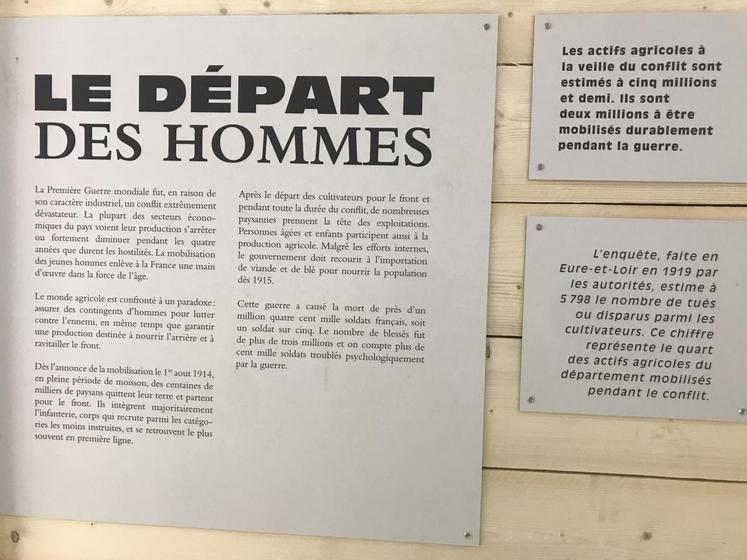 LE DÉPART
DES HOMMES
La Première Guerre mondiale fut, en raison de
son caractère industriel, un conflit extrêmement
dévastateur. La plupart des secteurs écono-
miques du pays voient leur production s'arrêter
ou fortement diminuer pendant les quatre
années que durent les hostilités. La mobilisation
des jeunes hommes enlève à la France une main
d'œuvre dans la force de l'âge.
Le monde agricole est confronté à un paradoxe :
assurer des contingents d'hommes pour lutter
contre l'ennemi, en même temps que garantir
une production destinée à nourrir l'arrière et à
ravitailler le front.
Dès l'annonce de la mobilisation le 1er aout 1914,
en pleine période de moisson, des centaines de
milliers de paysans quittent leur terre et partent
pour le front. Ils intègrent majoritairement
l'infanterie, corps qui recrute parmi les catégo-
ries les moins instruites, et se retrouvent le plus
souvent en première ligne.
Après le départ des cultivateurs pour le front et
pendant toute la durée du conflit, de nombreuses
paysannes prennent la tête des exploitations.
Personnes âgées et enfants participent aussi à la
production agricole. Malgré les efforts internes,
le gouvernement doit recourir à l'importation
de viande et de blé pour nourrir la population
dès 1915.
Cette guerre a causé la mort de près d'un
million quatre cent mille soldats français, soit
un soldat sur cinq. Le nombre de blessés fut
de plus de trois millions et on compte plus de
cent mille soldats troublés psychologiquement
par la guerre.
Les actifs agricoles à
la veille du conflit sont
estimés à cinq millions
et demi. Ils sont
deux millions à être
mobilisés durablement
pendant la guerre.
L'enquête, faite en
Eure-et-Loir en 1919 par
les autorités, estime à
5 798 le nombre de tués
ou disparus parmi les
cultivateurs. Ce chiffre
représente le quart
des actifs agricoles du
département mobilisés
pendant le conflit.